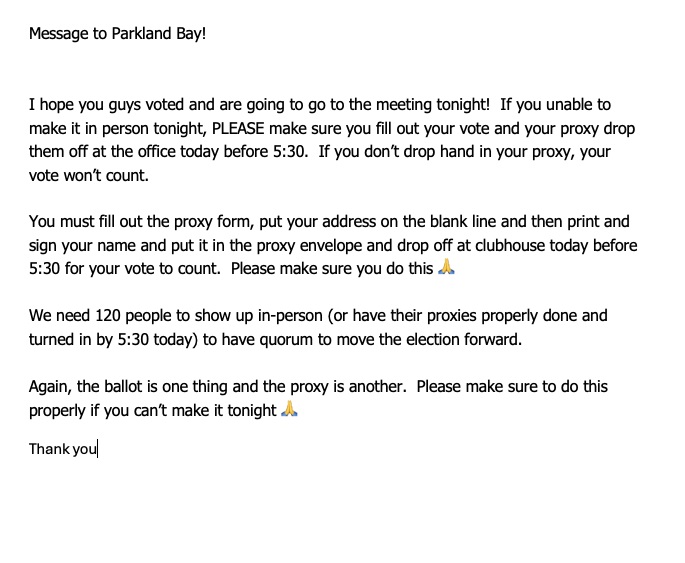 Message to Parkland Bay!
I hope you guys voted and are going to go to the meeting tonight!  If you unable to
make it in person tonight, PLEASE make sure you fill out your vote and your proxy drop
them off at the office today before 5:30.  If you don’t drop hand in your proxy, your
vote won’t count.
You must fill out the proxy form, put your address on the blank line and then print and
sign your name and put it in the proxy envelope and drop off at clubhouse today before
5:30 for your vote to count.  Please make sure you do this 🙏
We need 120 people to show up in-person (or have their proxies properly done and
turned in by 5:30 today) to have quorum to move the election forward.
Again, the ballot is one thing and the proxy is another.  Please make sure to do this
properly if you can’t make it tonight 🙏
Thank you